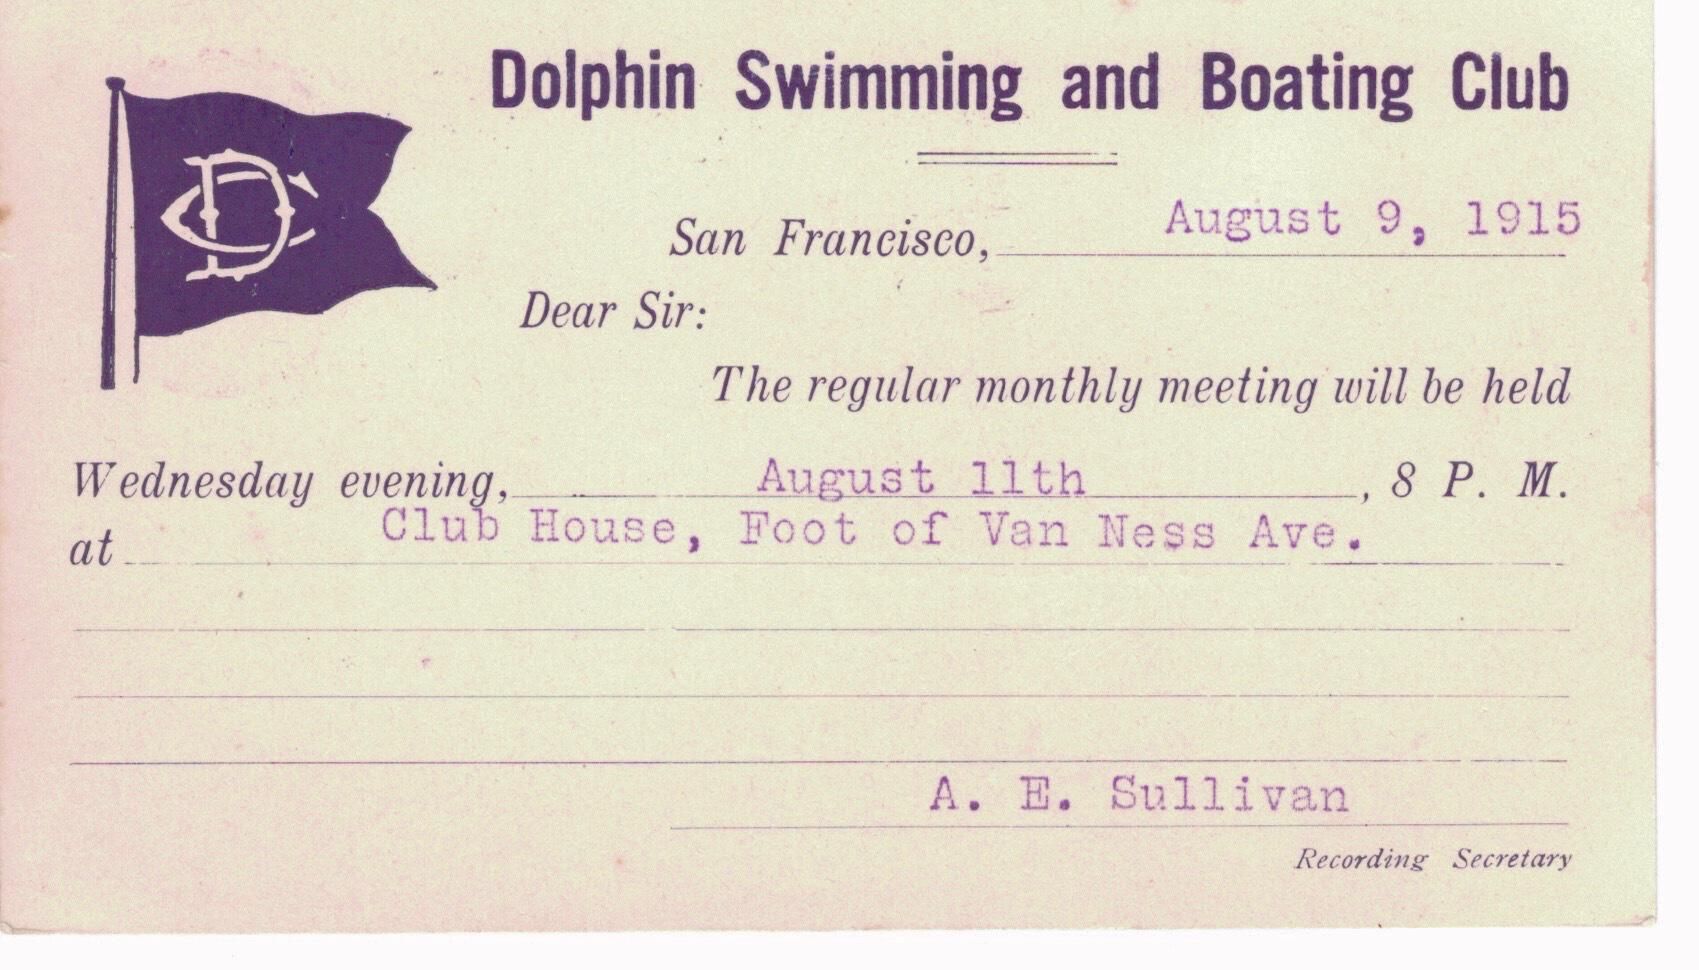 Dolphin Swimming and Boating Club
DC
San Francisco, August 9, 1915
Dear Sir:
The regular monthly meeting will be held
Wednesday evening, August 11th, 8 P. M.
at Club House, Foot of Van Ness Ave.
A. E. Sullivan
Recording Secretary